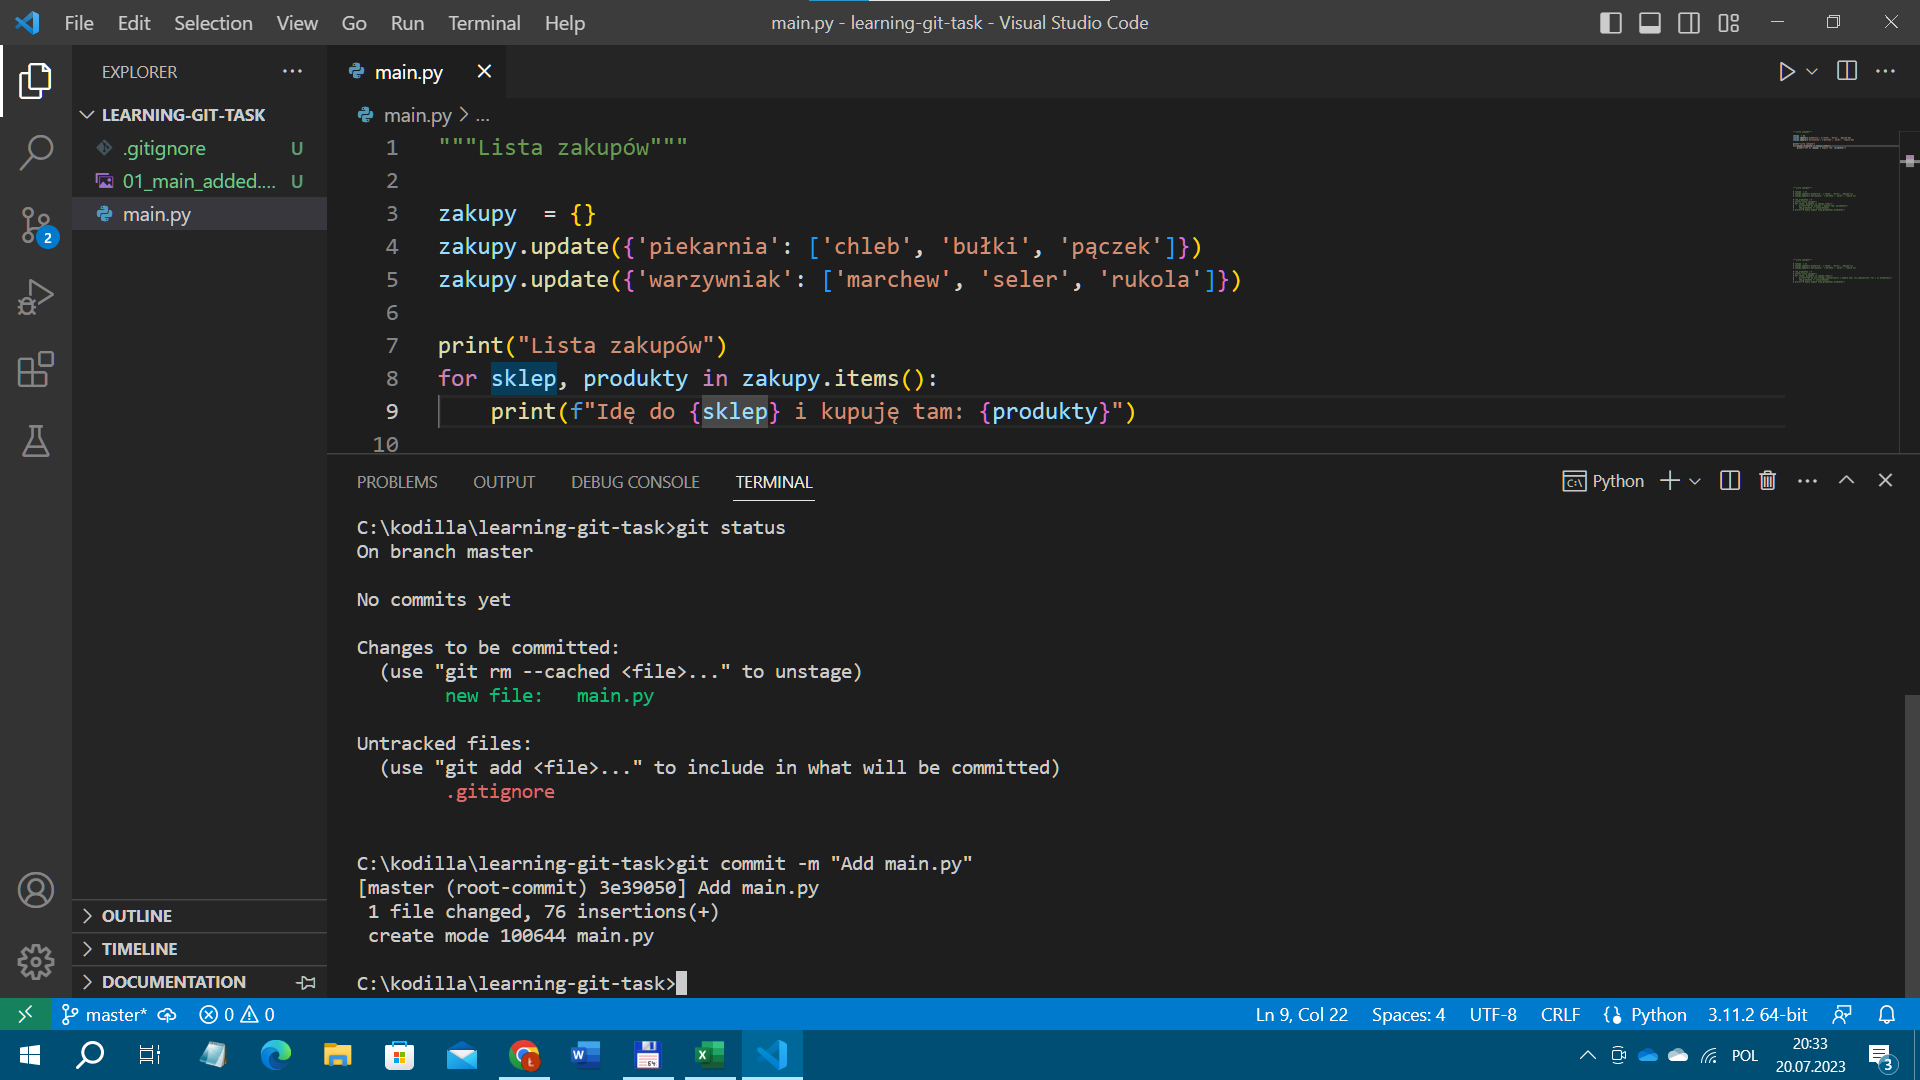 File Edit Selection View Go Run Terminal Help
main.py - learning-git-task - Visual Studio Code
EXPLORER
LEARNING-GIT-TASK
.gitignore U
01_main_added.... U
main.py
2
OUTLINE
TIMELINE
DOCUMENTATION
main.py
main.py > ...
1 """Lista zakupów"""
2
3 zakupy  = {}
4 zakupy.update({'piekarnia': ['chleb', 'bułki', 'pączek']})
5 zakupy.update({'warzywniak': ['marchew', 'seler', 'rukola']})
6
7 print("Lista zakupów")
8 for sklep, produkty in zakupy.items():
9     print(f"Idę do {sklep} i kupuję tam: {produkty}")
10
PROBLEMS OUTPUT DEBUG CONSOLE TERMINAL
Python
C:\kodilla\learning-git-task>git status
On branch master
No commits yet
Changes to be committed:
  (use "git rm --cached <file>..." to unstage)
        new file:   main.py
Untracked files:
  (use "git add <file>..." to include in what will be committed)
        .gitignore
C:\kodilla\learning-git-task>git commit -m "Add main.py"
[master (root-commit) 3e39050] Add main.py
 1 file changed, 76 insertions(+)
 create mode 100644 main.py
C:\kodilla\learning-git-task>
master* 0 0
Ln 9, Col 22 Spaces: 4 UTF-8 CRLF Python 3.11.2 64-bit
POL
20:33
20.07.2023
3